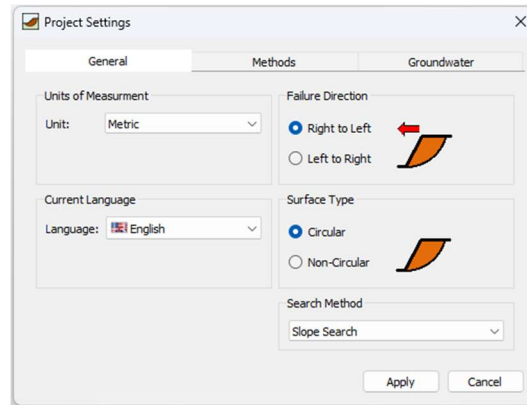 Project Settings
General
Methods
Groundwater
Units of Measurment
Unit:
Metric
Failure Direction
Right to Left
Left to Right
Current Language
Language:
English
Surface Type
Circular
Non-Circular
Search Method
Slope Search
Apply
Cancel